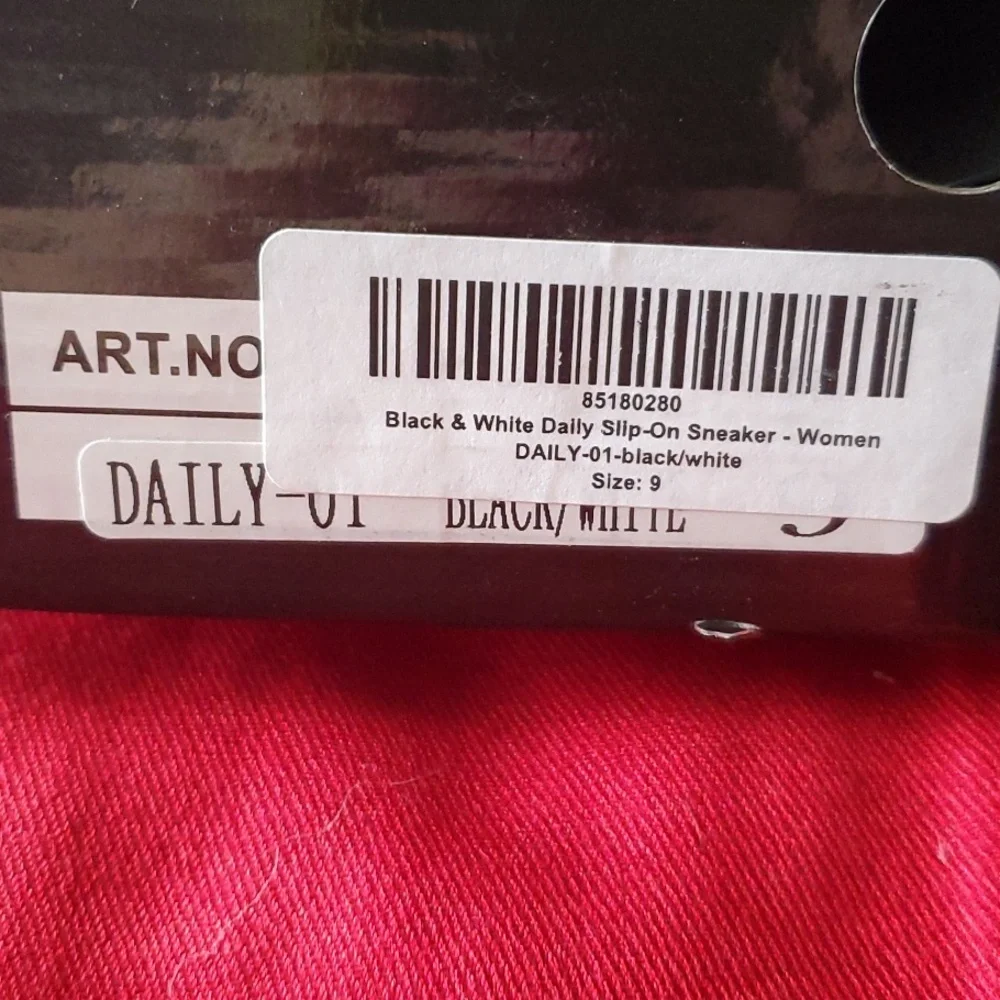 ART.NO
85180280
Black & White Daily Slip-On Sneaker - Women
DAILY-01-black/white
Size: 9
DAILY-01 BLACK/WHITE